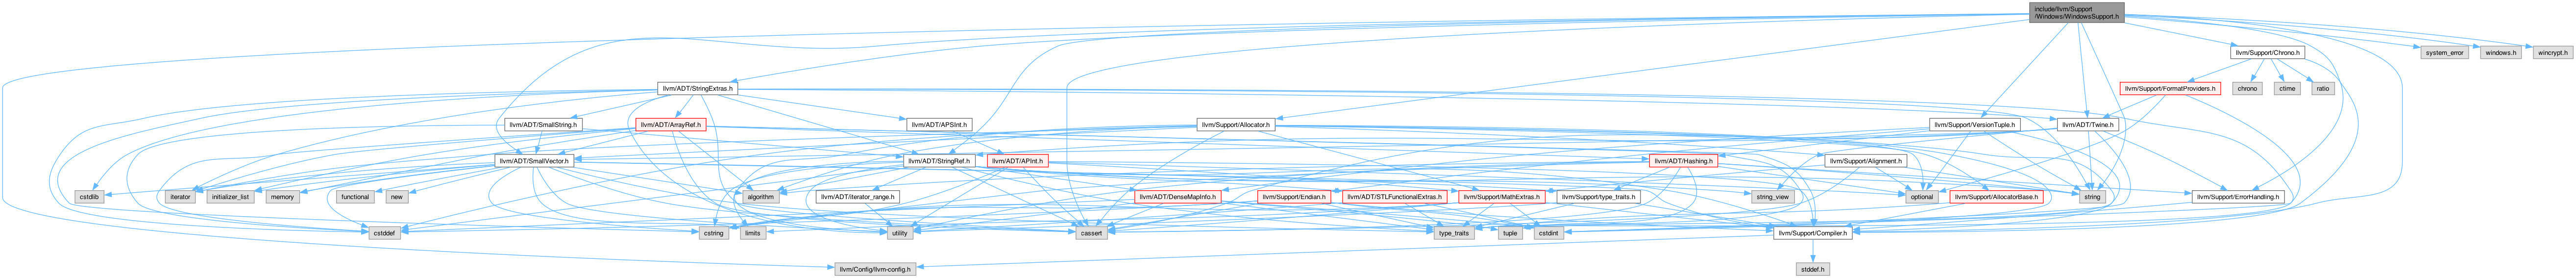 include/llvm/Support
/Windows/WindowsSupport.h
system_error
windows.h
wincrypt.h
llvm/Support/Chrono.h
llvm/ADT/StringExtras.h
llvm/Support/FormatProviders.h
chrono
ctime
ratio
llvm/ADT/SmallString.h
llvm/ADT/ArrayRef.h
llvm/ADT/APSInt.h
llvm/Support/Allocator.h
llvm/Support/VersionTuple.h
llvm/ADT/Twine.h
llvm/ADT/SmallVector.h
llvm/ADT/StringRef.h
llvm/ADT/APInt.h
llvm/ADT/Hashing.h
llvm/Support/Alignment.h
cstdlib
iterator
initializer_list
memory
functional
new
algorithm
llvm/ADT/iterator_range.h
llvm/ADT/DenseMapInfo.h
llvm/Support/Endian.h
llvm/ADT/STLFunctionalExtras.h
llvm/Support/MathExtras.h
llvm/Support/type_traits.h
string_view
optional
llvm/Support/AllocatorBase.h
string
llvm/Support/ErrorHandling.h
cstddef
cstring
limits
utility
cassert
type_traits
tuple
cstdint
llvm/Support/Compiler.h
llvm/Config/llvm-config.h
stddef.h